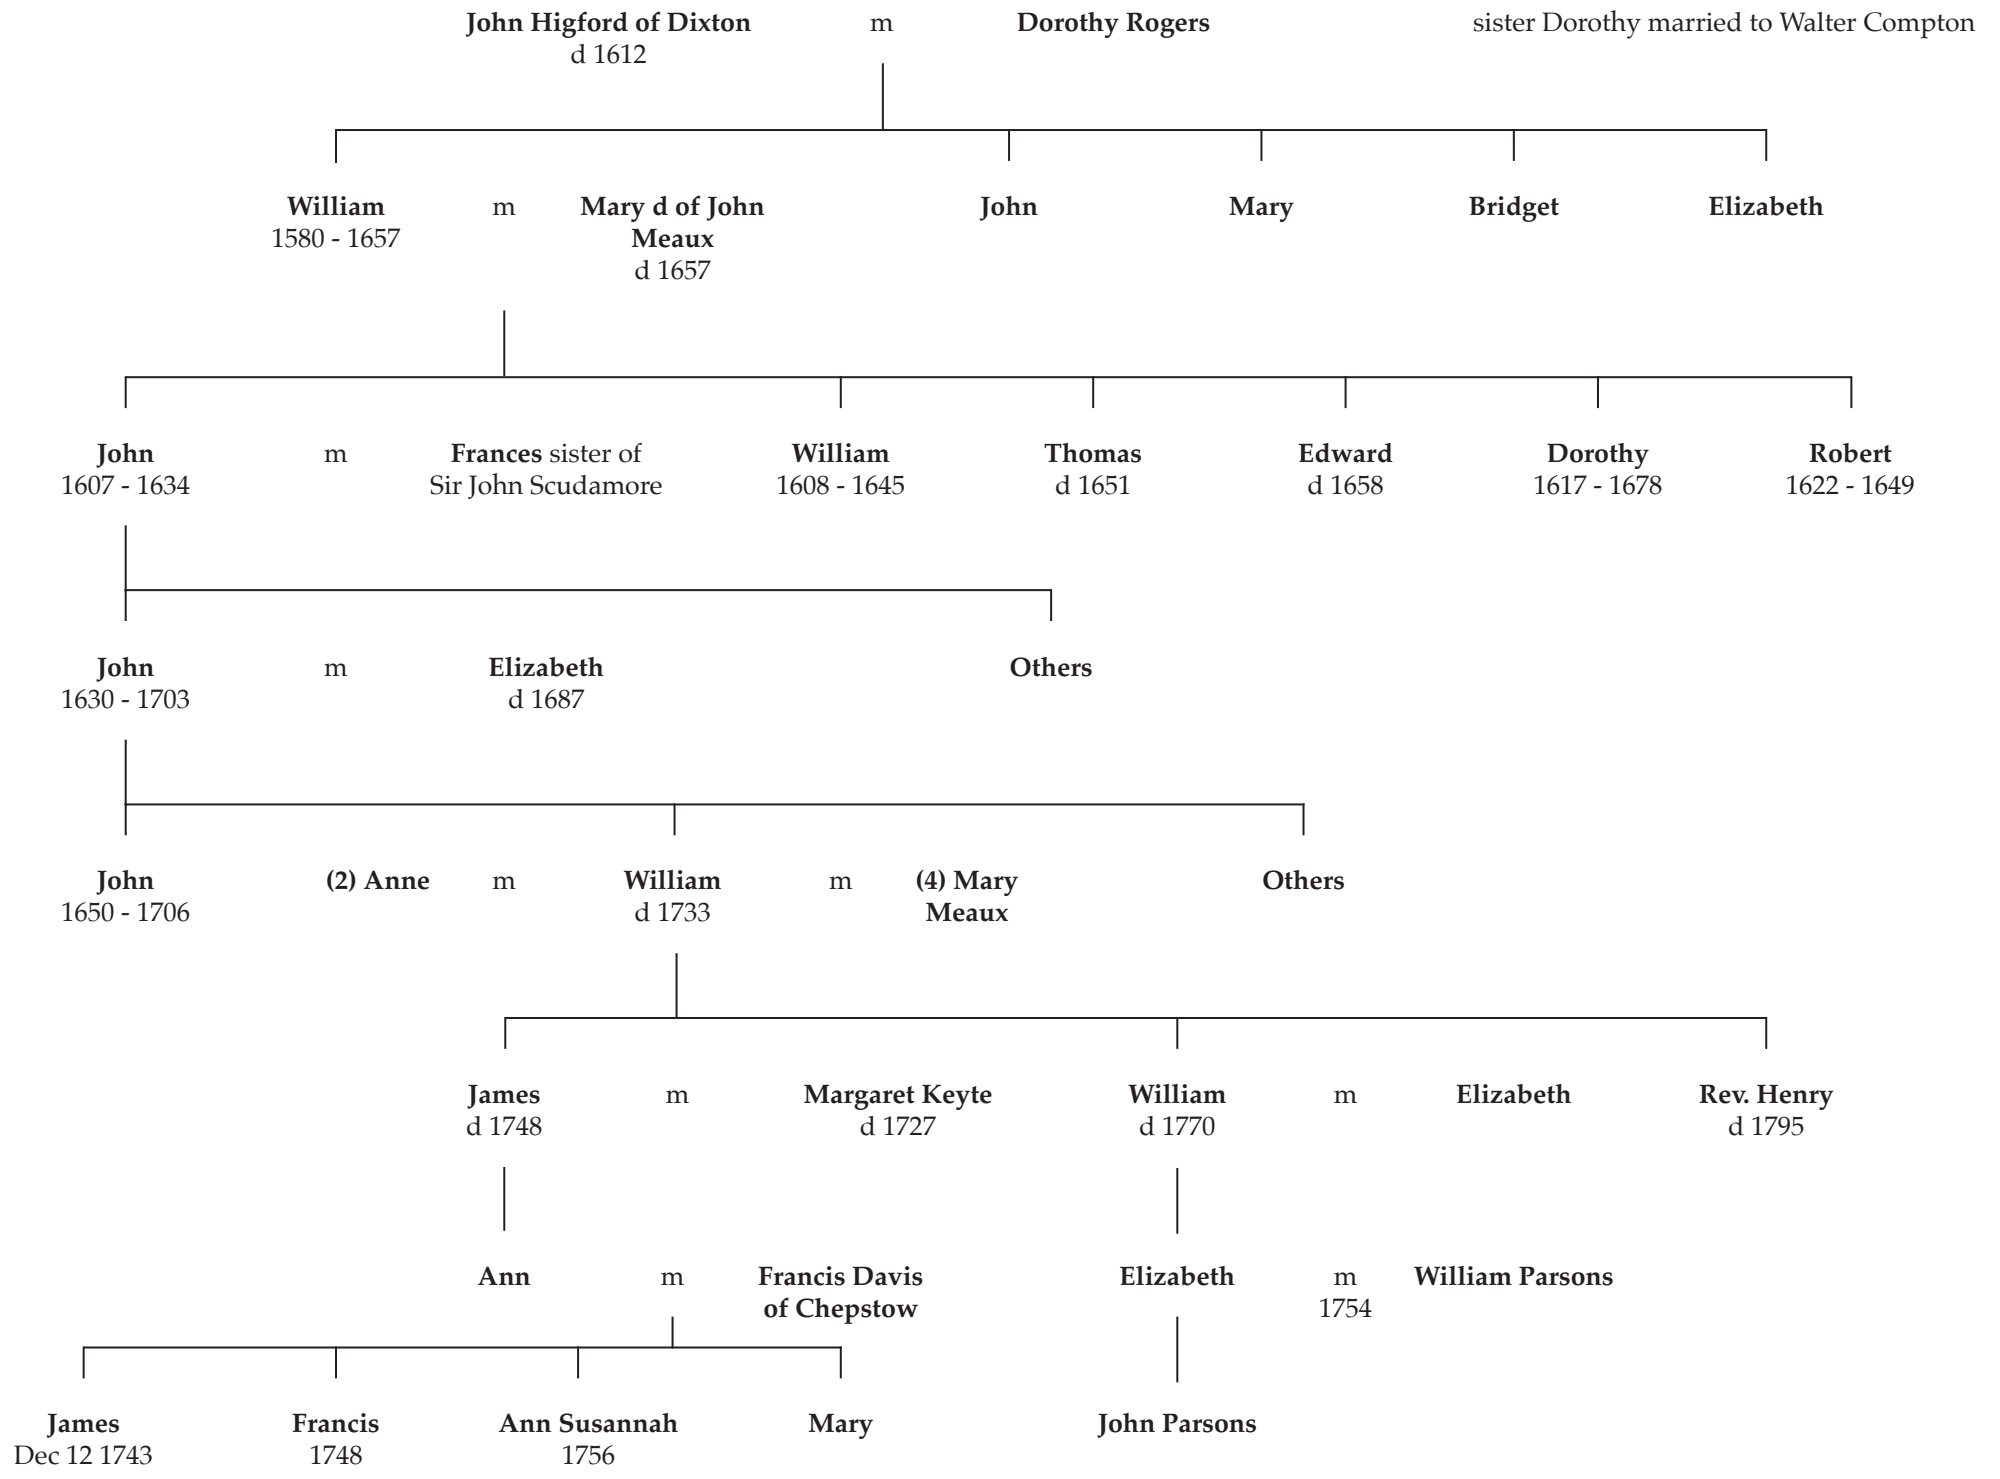 John Higford of Dixton m Dorothy Rogers sister Dorothy married to Walter Compton
d 1612
William m Mary d of John John Mary Bridget Elizabeth
1580 - 1657 Meaux
d 1657
John m Frances sister of William Thomas Edward Dorothy Robert
1607 - 1634 Sir John Scudamore 1608 - 1645 d 1651 d 1658 1617 - 1678 1622 - 1649
John m Elizabeth Others
1630 - 1703 d 1687
John (2) Anne m William m (4) Mary Others
1650 - 1706 d 1733 Meaux
James m Margaret Keyte William m Elizabeth Rev. Henry
d 1748 d 1727 d 1770 d 1795
Ann m Francis Davis Elizabeth m William Parsons
of Chepstow 1754
James Francis Ann Susannah Mary John Parsons
Dec 12 1743 1748 1756